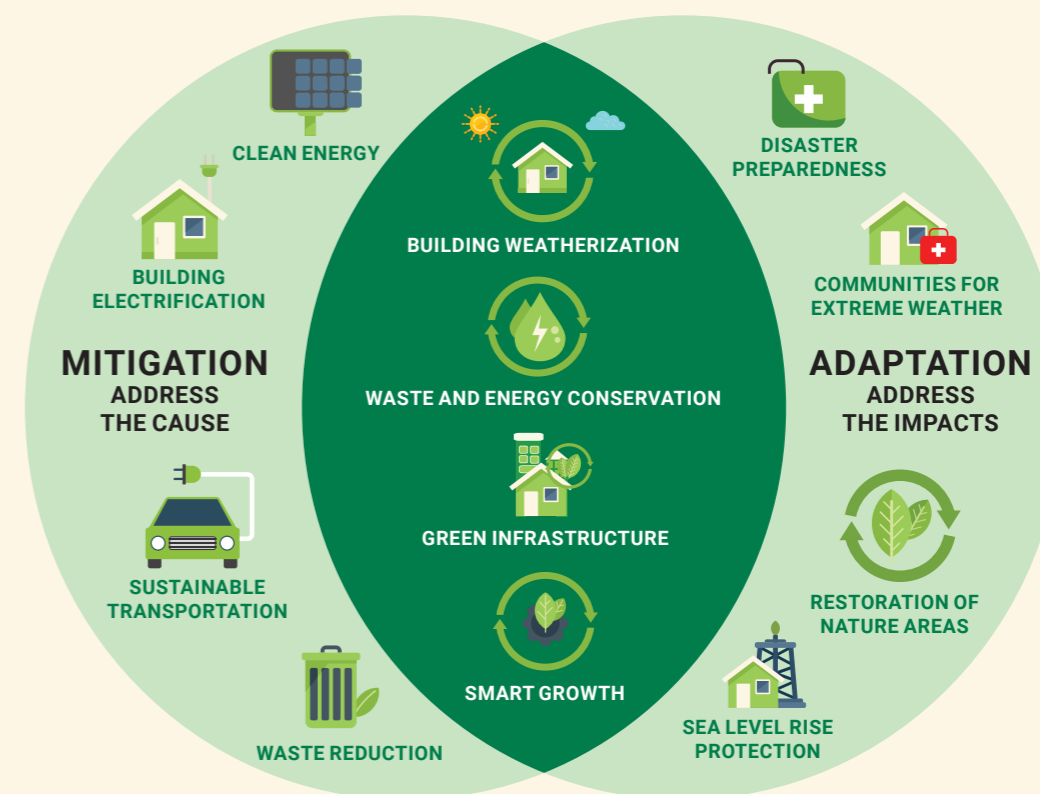 CLEAN ENERGY
BUILDING
ELECTRIFICATION
MITIGATION
ADDRESS
THE CAUSE
SUSTAINABLE
TRANSPORTATION
WASTE REDUCTION
BUILDING WEATHERIZATION
WASTE AND ENERGY CONSERVATION
GREEN INFRASTRUCTURE
SMART GROWTH
DISASTER
PREPAREDNESS
COMMUNITIES FOR
EXTREME WEATHER
ADAPTATION
ADDRESS
THE IMPACTS
RESTORATION OF
NATURE AREAS
SEA LEVEL RISE
PROTECTION